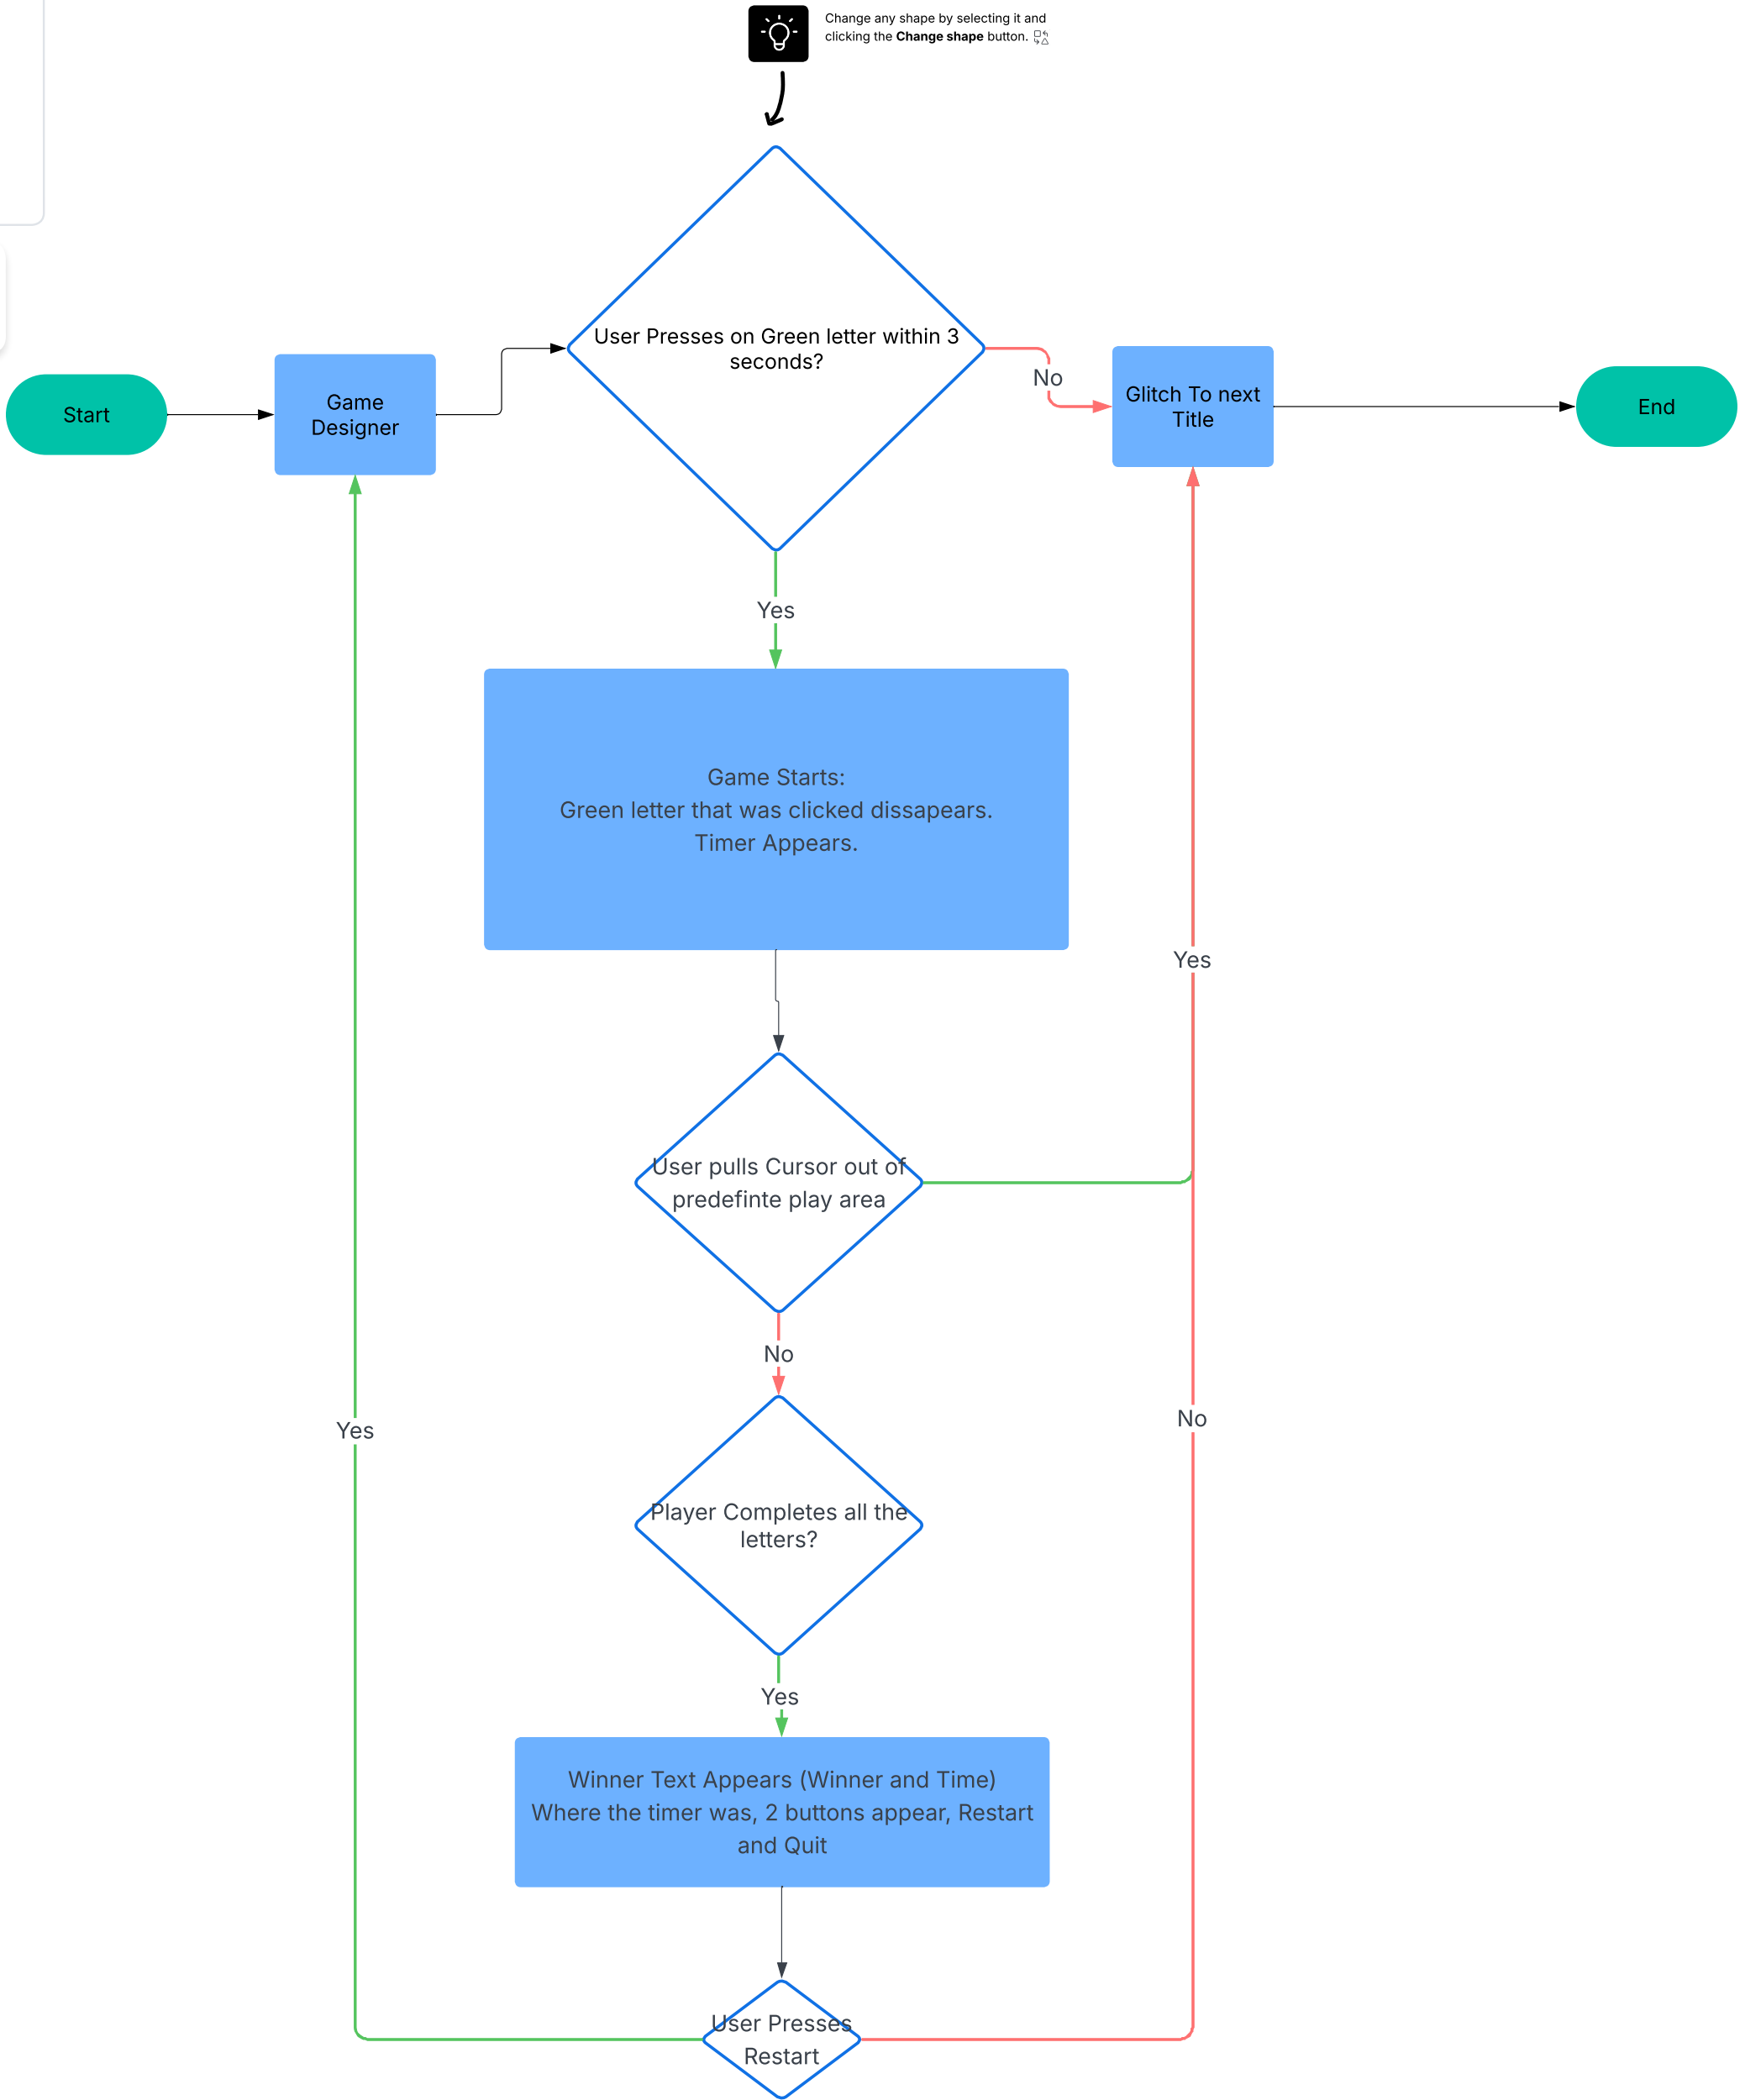 Change any shape by selecting it and
clicking the Change shape button.
User Presses on Green letter within 3
seconds?
No
Start
Game
Designer
Glitch To next
Title
End
Yes
Game Starts:
Green letter that was clicked dissapears.
Timer Appears.
Yes
User pulls Cursor out of
predefinte play area
No
Yes
No
Player Completes all the
letters?
Yes
Winner Text Appears (Winner and Time)
Where the timer was, 2 buttons appear, Restart
and Quit
User Presses
Restart